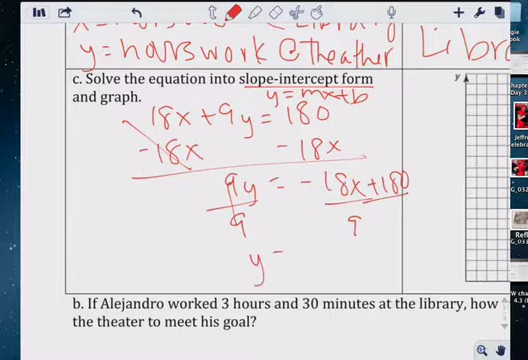 y = hours work @ theather
Libra
c. Solve the equation into slope-intercept form
y = mx+b
and graph.
18x + 9y = 180
-18x - 18x
9y = - 18x + 180
9 9
y =
y
b. If Alejandro worked 3 hours and 30 minutes at the library, how
the theater to meet his goal?